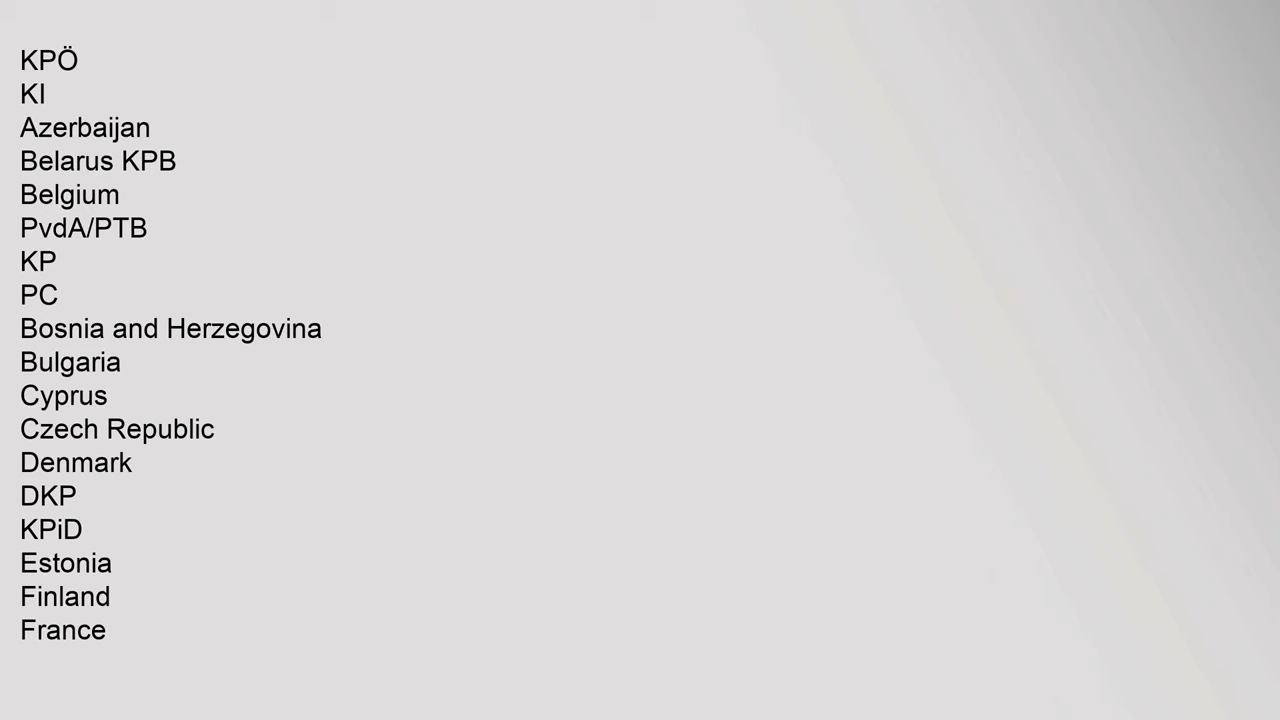 KPÖ
KI
Azerbaijan
Belarus KPB
Belgium
PvdA/PTB
KP
PC
Bosnia and Herzegovina
Bulgaria
Cyprus
Czech Republic
Denmark
DKP
KPiD
Estonia
Finland
France